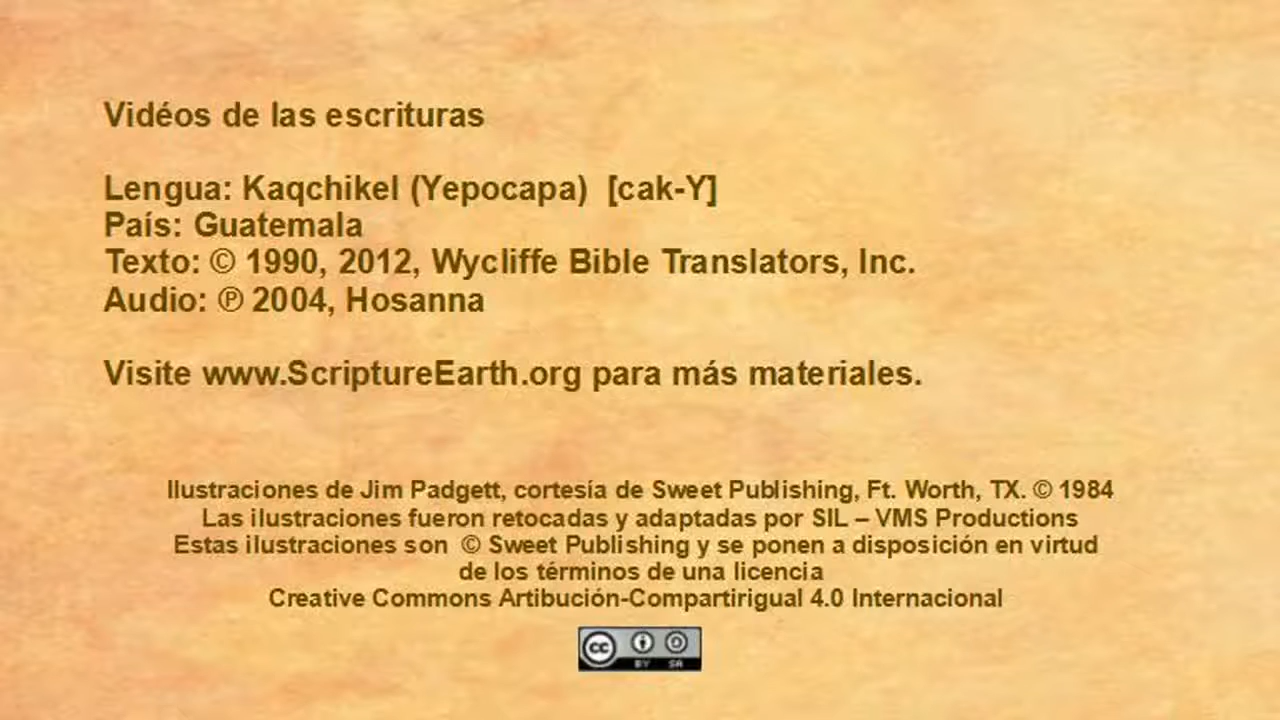 Vidéos de las escrituras
Lengua: Kaqchikel (Yepocapa) [cak-Y]
País: Guatemala
Texto: © 1990, 2012, Wycliffe Bible Translators, Inc.
Audio: ℗ 2004, Hosanna
Visite www.ScriptureEarth.org para más materiales.
Ilustraciones de Jim Padgett, cortesía de Sweet Publishing, Ft. Worth, TX. © 1984
Las ilustraciones fueron retocadas y adaptadas por SIL – VMS Productions
Estas ilustraciones son © Sweet Publishing y se ponen a disposición en virtud
de los términos de una licencia
Creative Commons Artibución-Compartirigual 4.0 Internacional
cc BY SA